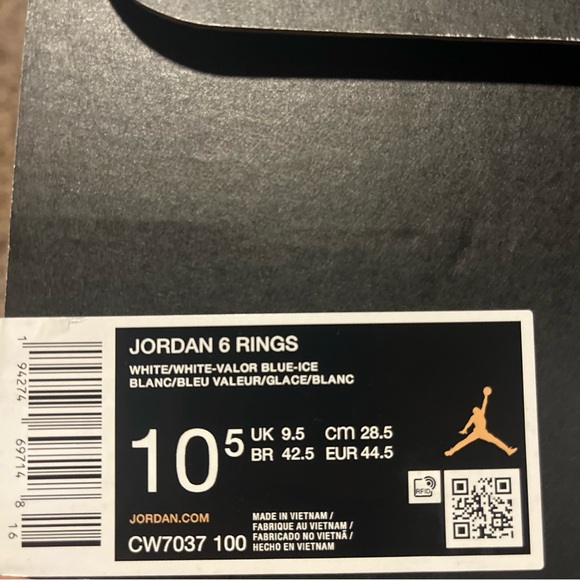 JORDAN 6 RINGS
WHITE/WHITE-VALOR BLUE-ICE
BLANC/BLEU VALEUR/GLACE/BLANC
10⁵
UK 9.5 cm 28.5
BR 42.5 EUR 44.5
RFID
JORDAN.COM
CW7037 100
MADE IN VIETNAM /
FABRIQUE AU VIETNAM /
FABRICADO NO VIETNÃ /
HECHO EN VIETNAM
1 94274 69714 8 16